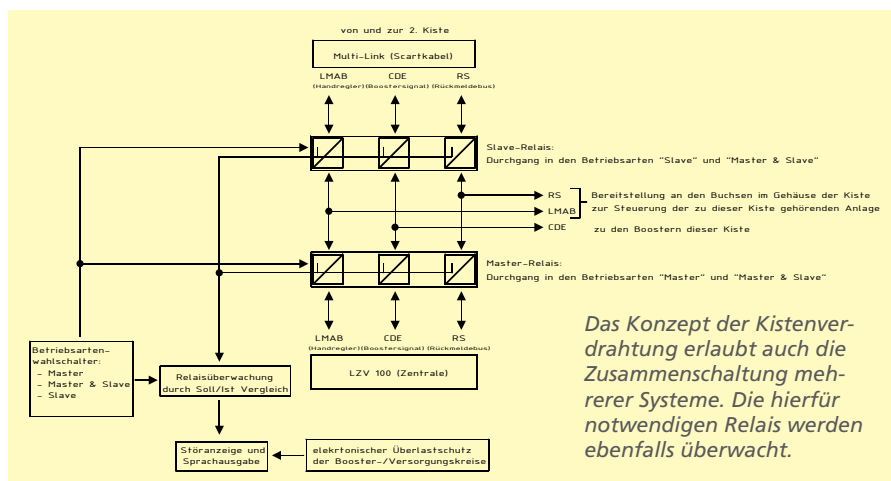 von und zur 2. Kiste
Multi-Link (Scartkabel)
LMAB CDE RS
(Handregler) (Boostersignal) (Rückmeldebus)
Slave-Relais:
Durchgang in den Betriebsarten "Slave" und "Master & Slave"
RS
LMAB
CDE
Bereitstellung an den Buchsen im Gehäuse der Kiste
zur Steuerung der zu dieser Kiste gehörenden Anlage
zu den Boostern dieser Kiste
Master-Relais:
Durchgang in den Betriebsarten "Master" und "Master & Slave"
LMAB CDE RS
(Handregler) (Boostersignal) (Rückmeldebus)
LZV 100 (Zentrale)
Betriebsarten-
wahlschalter:
- Master
- Master & Slave
- Slave
Relaisüberwachung
durch Soll/Ist Vergleich
Störanzeige und
Sprachausgabe
elekrtonischer Überlastschutz
der Booster-/Versorgungskreise
Das Konzept der Kistenver-
drahtung erlaubt auch die
Zusammenschaltung meh-
rerer Systeme. Die hierfür
notwendigen Relais werden
ebenfalls überwacht.